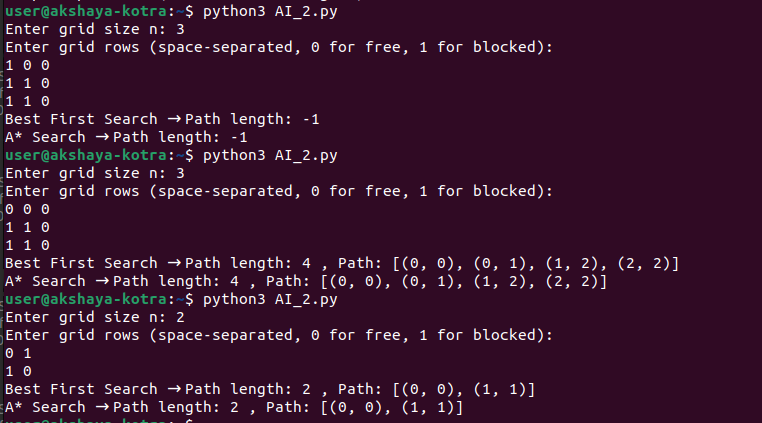 user@akshaya-kotra:~$ python3 AI_2.py
Enter grid size n: 3
Enter grid rows (space-separated, 0 for free, 1 for blocked):
1 0 0
1 1 0
1 1 0
Best First Search →Path length: -1
A* Search →Path length: -1
user@akshaya-kotra:~$ python3 AI_2.py
Enter grid size n: 3
Enter grid rows (space-separated, 0 for free, 1 for blocked):
0 0 0
1 1 0
1 1 0
Best First Search →Path length: 4 , Path: [(0, 0), (0, 1), (1, 2), (2, 2)]
A* Search →Path length: 4 , Path: [(0, 0), (0, 1), (1, 2), (2, 2)]
user@akshaya-kotra:~$ python3 AI_2.py
Enter grid size n: 2
Enter grid rows (space-separated, 0 for free, 1 for blocked):
0 1
1 0
Best First Search →Path length: 2 , Path: [(0, 0), (1, 1)]
A* Search →Path length: 2 , Path: [(0, 0), (1, 1)]